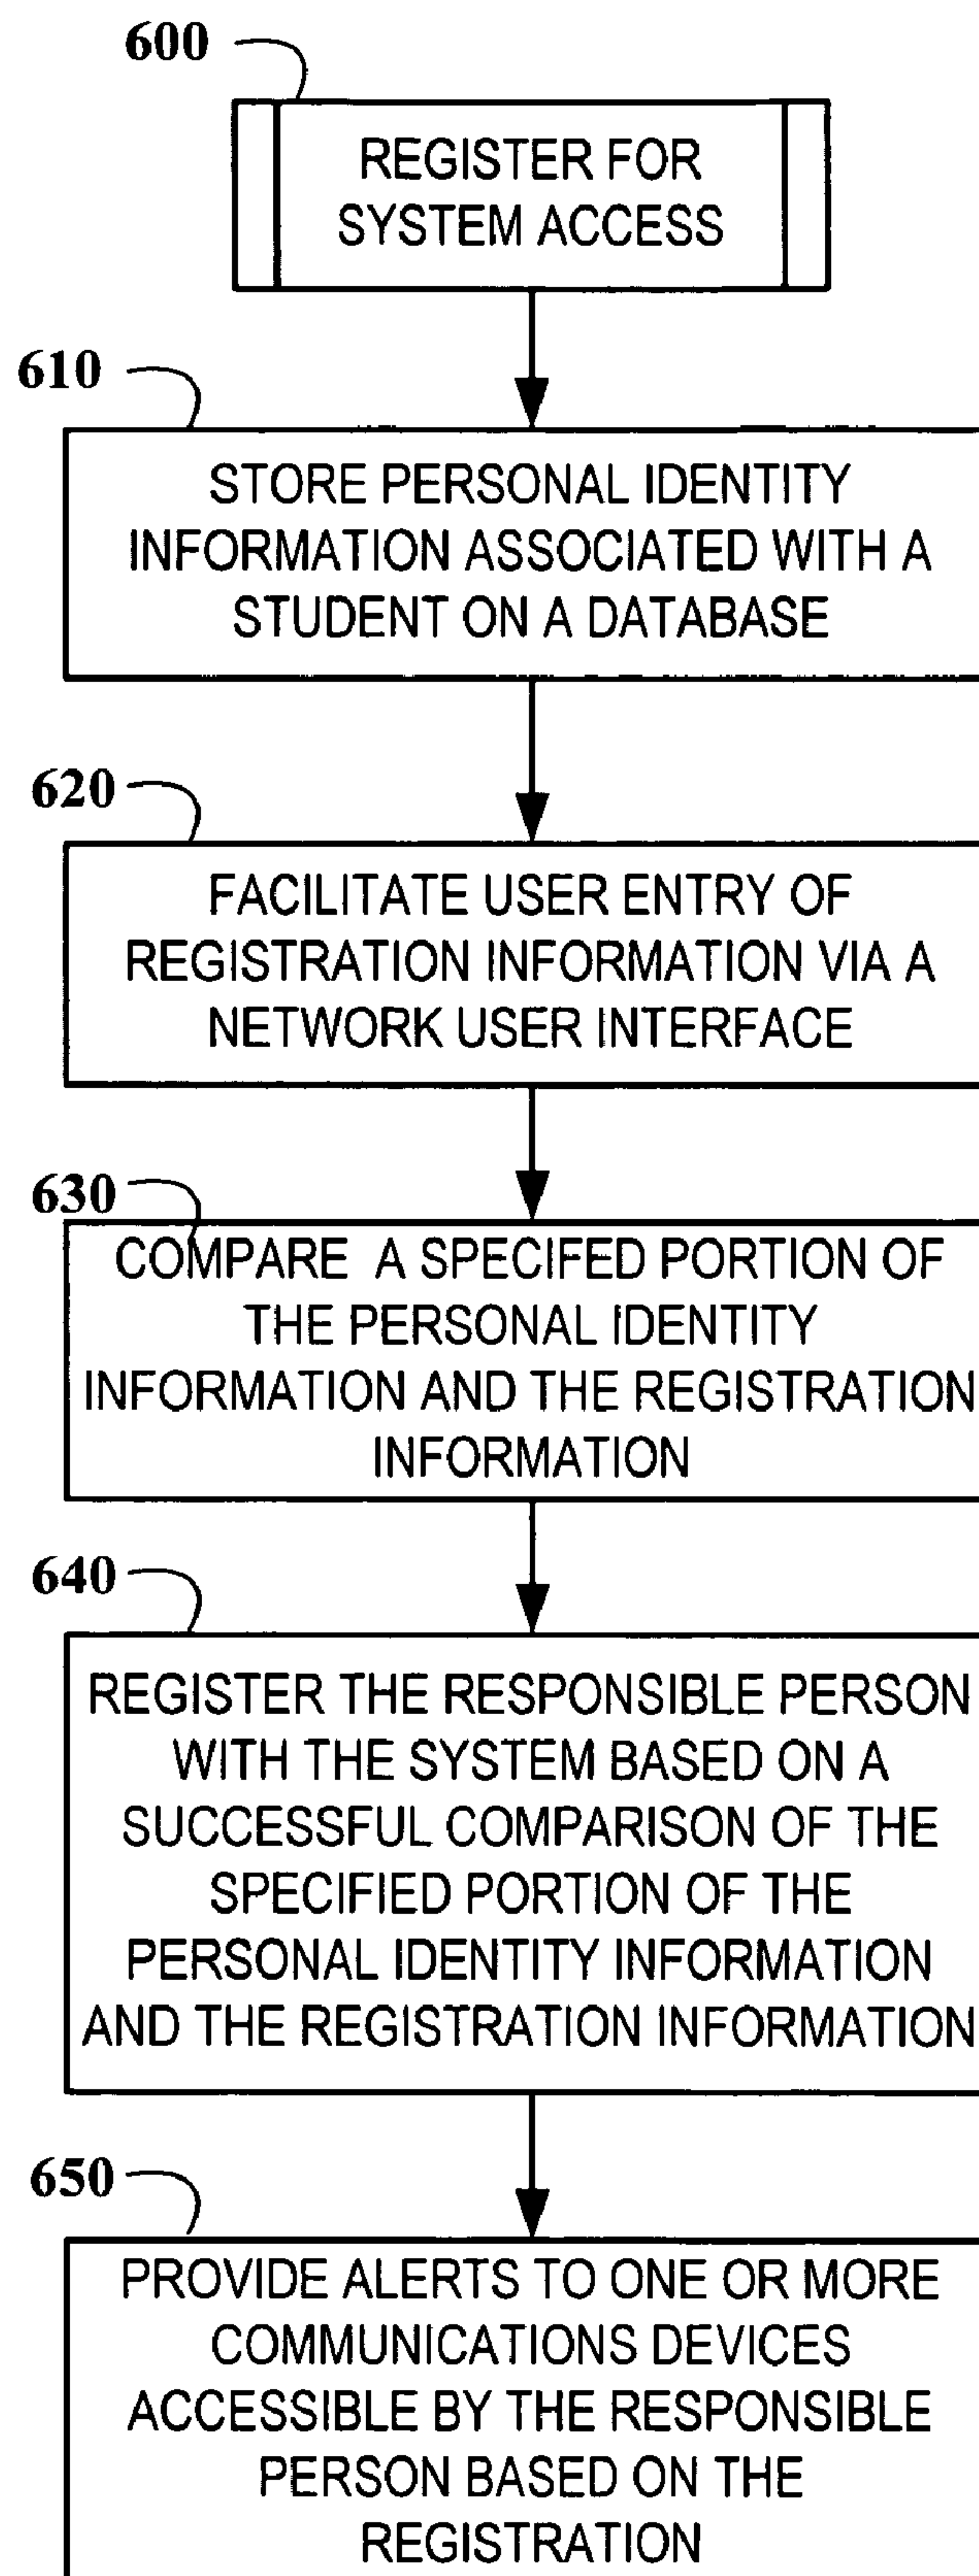 600
REGISTER FOR
SYSTEM ACCESS
610
STORE PERSONAL IDENTITY
INFORMATION ASSOCIATED WITH A
STUDENT ON A DATABASE
620
FACILITATE USER ENTRY OF
REGISTRATION INFORMATION VIA A
NETWORK USER INTERFACE
630
COMPARE A SPECIFED PORTION OF
THE PERSONAL IDENTITY
INFORMATION AND THE REGISTRATION
INFORMATION
640
REGISTER THE RESPONSIBLE PERSON
WITH THE SYSTEM BASED ON A
SUCCESSFUL COMPARISON OF THE
SPECIFIED PORTION OF THE
PERSONAL IDENTITY INFORMATION
AND THE REGISTRATION INFORMATION
650
PROVIDE ALERTS TO ONE OR MORE
COMMUNICATIONS DEVICES
ACCESSIBLE BY THE RESPONSIBLE
PERSON BASED ON THE
REGISTRATION